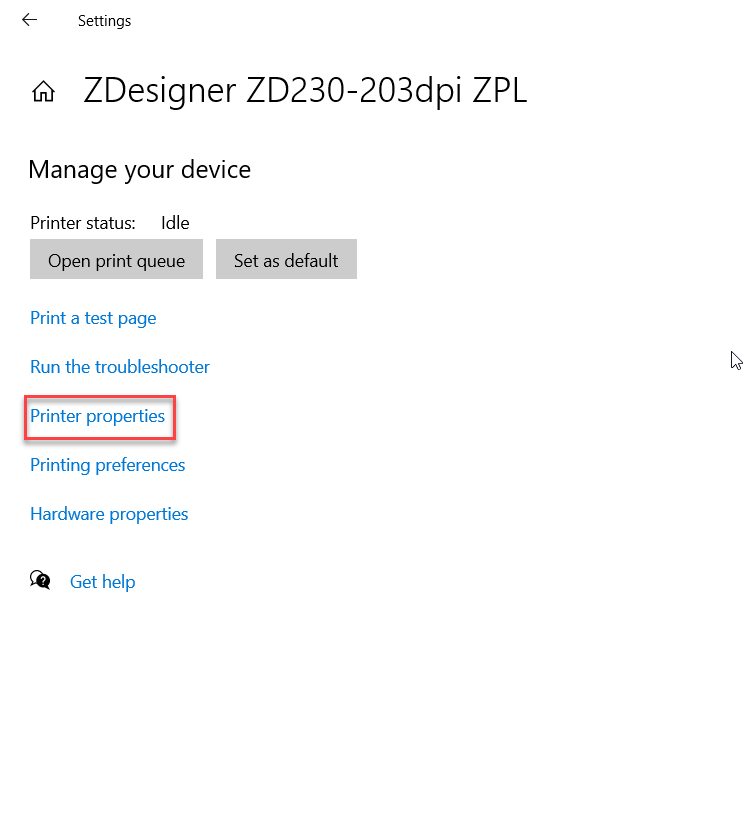 Settings
ZDesigner ZD230-203dpi ZPL
Manage your device
Printer status: Idle
Open print queue Set as default
Print a test page
Run the troubleshooter
Printer properties
Printing preferences
Hardware properties
Get help